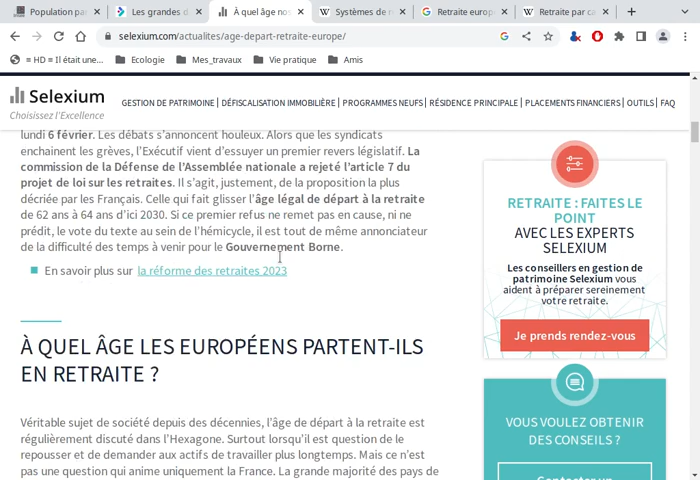 Population pa
Les grandes d
À quel âge no
Systèmes de r
Retraite europ
Retraite par ca
selexium.com/actualites/age-depart-retraite-europe/
= HD = Il était une...
Ecologie
Mes_travaux
Vie pratique
Amis
Selexium
Choisissez l'Excellence
GESTION DE PATRIMOINE | DÉFISCALISATION IMMOBILIÈRE | PROGRAMMES NEUFS | RÉSIDENCE PRINCIPALE | PLACEMENTS FINANCIERS | OUTILS | FAQ
lundi 6 février. Les débats s'annoncent houleux. Alors que les syndicats
enchainent les grèves, l'Exécutif vient d'essuyer un premier revers législatif. La
commission de la Défense de l'Assemblée nationale a rejeté l'article 7 du
projet de loi sur les retraites. Il s'agit, justement, de la proposition la plus
décriée par les Français. Celle qui fait glisser l'âge légal de départ à la retraite
de 62 ans à 64 ans d'ici 2030. Si ce premier refus ne remet pas en cause, ni ne
prédit, le vote du texte au sein de l'hémicycle, il est tout de même annonciateur
de la difficulté des temps à venir pour le Gouvernement Borne.
En savoir plus sur la réforme des retraites 2023
À QUEL ÂGE LES EUROPÉENS PARTENT-ILS
EN RETRAITE ?
Véritable sujet de société depuis des décennies, l'âge de départ à la retraite est
régulièrement discuté dans l'Hexagone. Surtout lorsqu'il est question de le
repousser et de demander aux actifs de travailler plus longtemps. Mais ce n'est
pas une question qui anime uniquement la France. La grande majorité des pays de
RETRAITE : FAITES LE
POINT
AVEC LES EXPERTS
SELEXIUM
Les conseillers en gestion de
patrimoine Selexium vous
aident à préparer sereinement
votre retraite.
Je prends rendez-vous
VOUS VOULEZ OBTENIR
DES CONSEILS ?
Contacter un